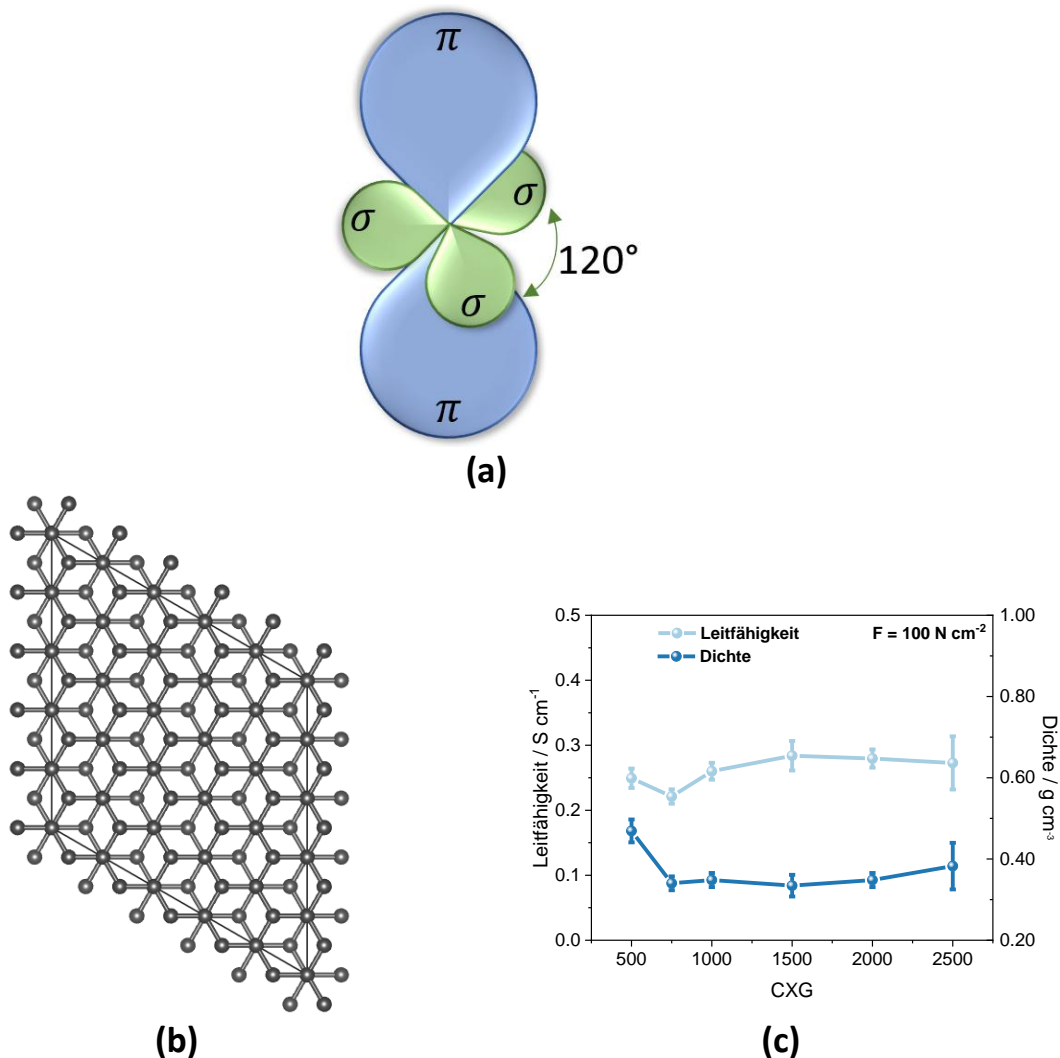 π
σ
σ
120°
σ
π
(a)
(b)
Leitfähigkeit
F = 100 N cm⁻²
Dichte
Leitfähigkeit / S cm⁻¹
0.5
0.4
0.3
0.2
0.1
0.0
1.00
0.80
0.60
0.40
0.20
Dichte / g cm⁻³
500
1000
1500
2000
2500
CXG
(c)